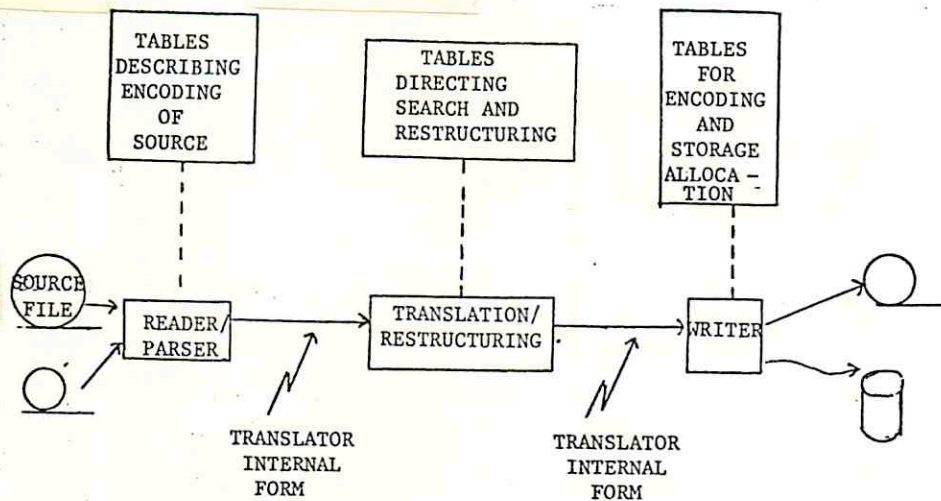 TABLES
DESCRIBING
ENCODING
OF
SOURCE
TABLES
DIRECTING
SEARCH AND
RESTRUCTURING
TABLES
FOR
ENCODING
AND
STORAGE
ALLOCA-
TION
SOURCE
FILE
READER/
PARSER
TRANSLATION/
RESTRUCTURING
WRITER
TRANSLATOR
INTERNAL
FORM
TRANSLATOR
INTERNAL
FORM